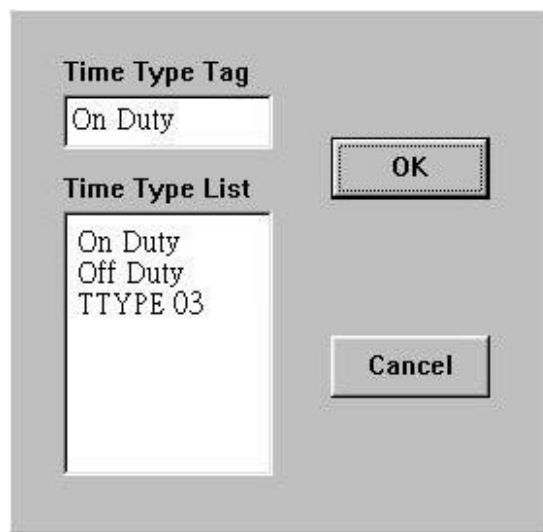 Time Type Tag
On Duty
OK
Time Type List
On Duty
Off Duty
TTYPE 03
Cancel